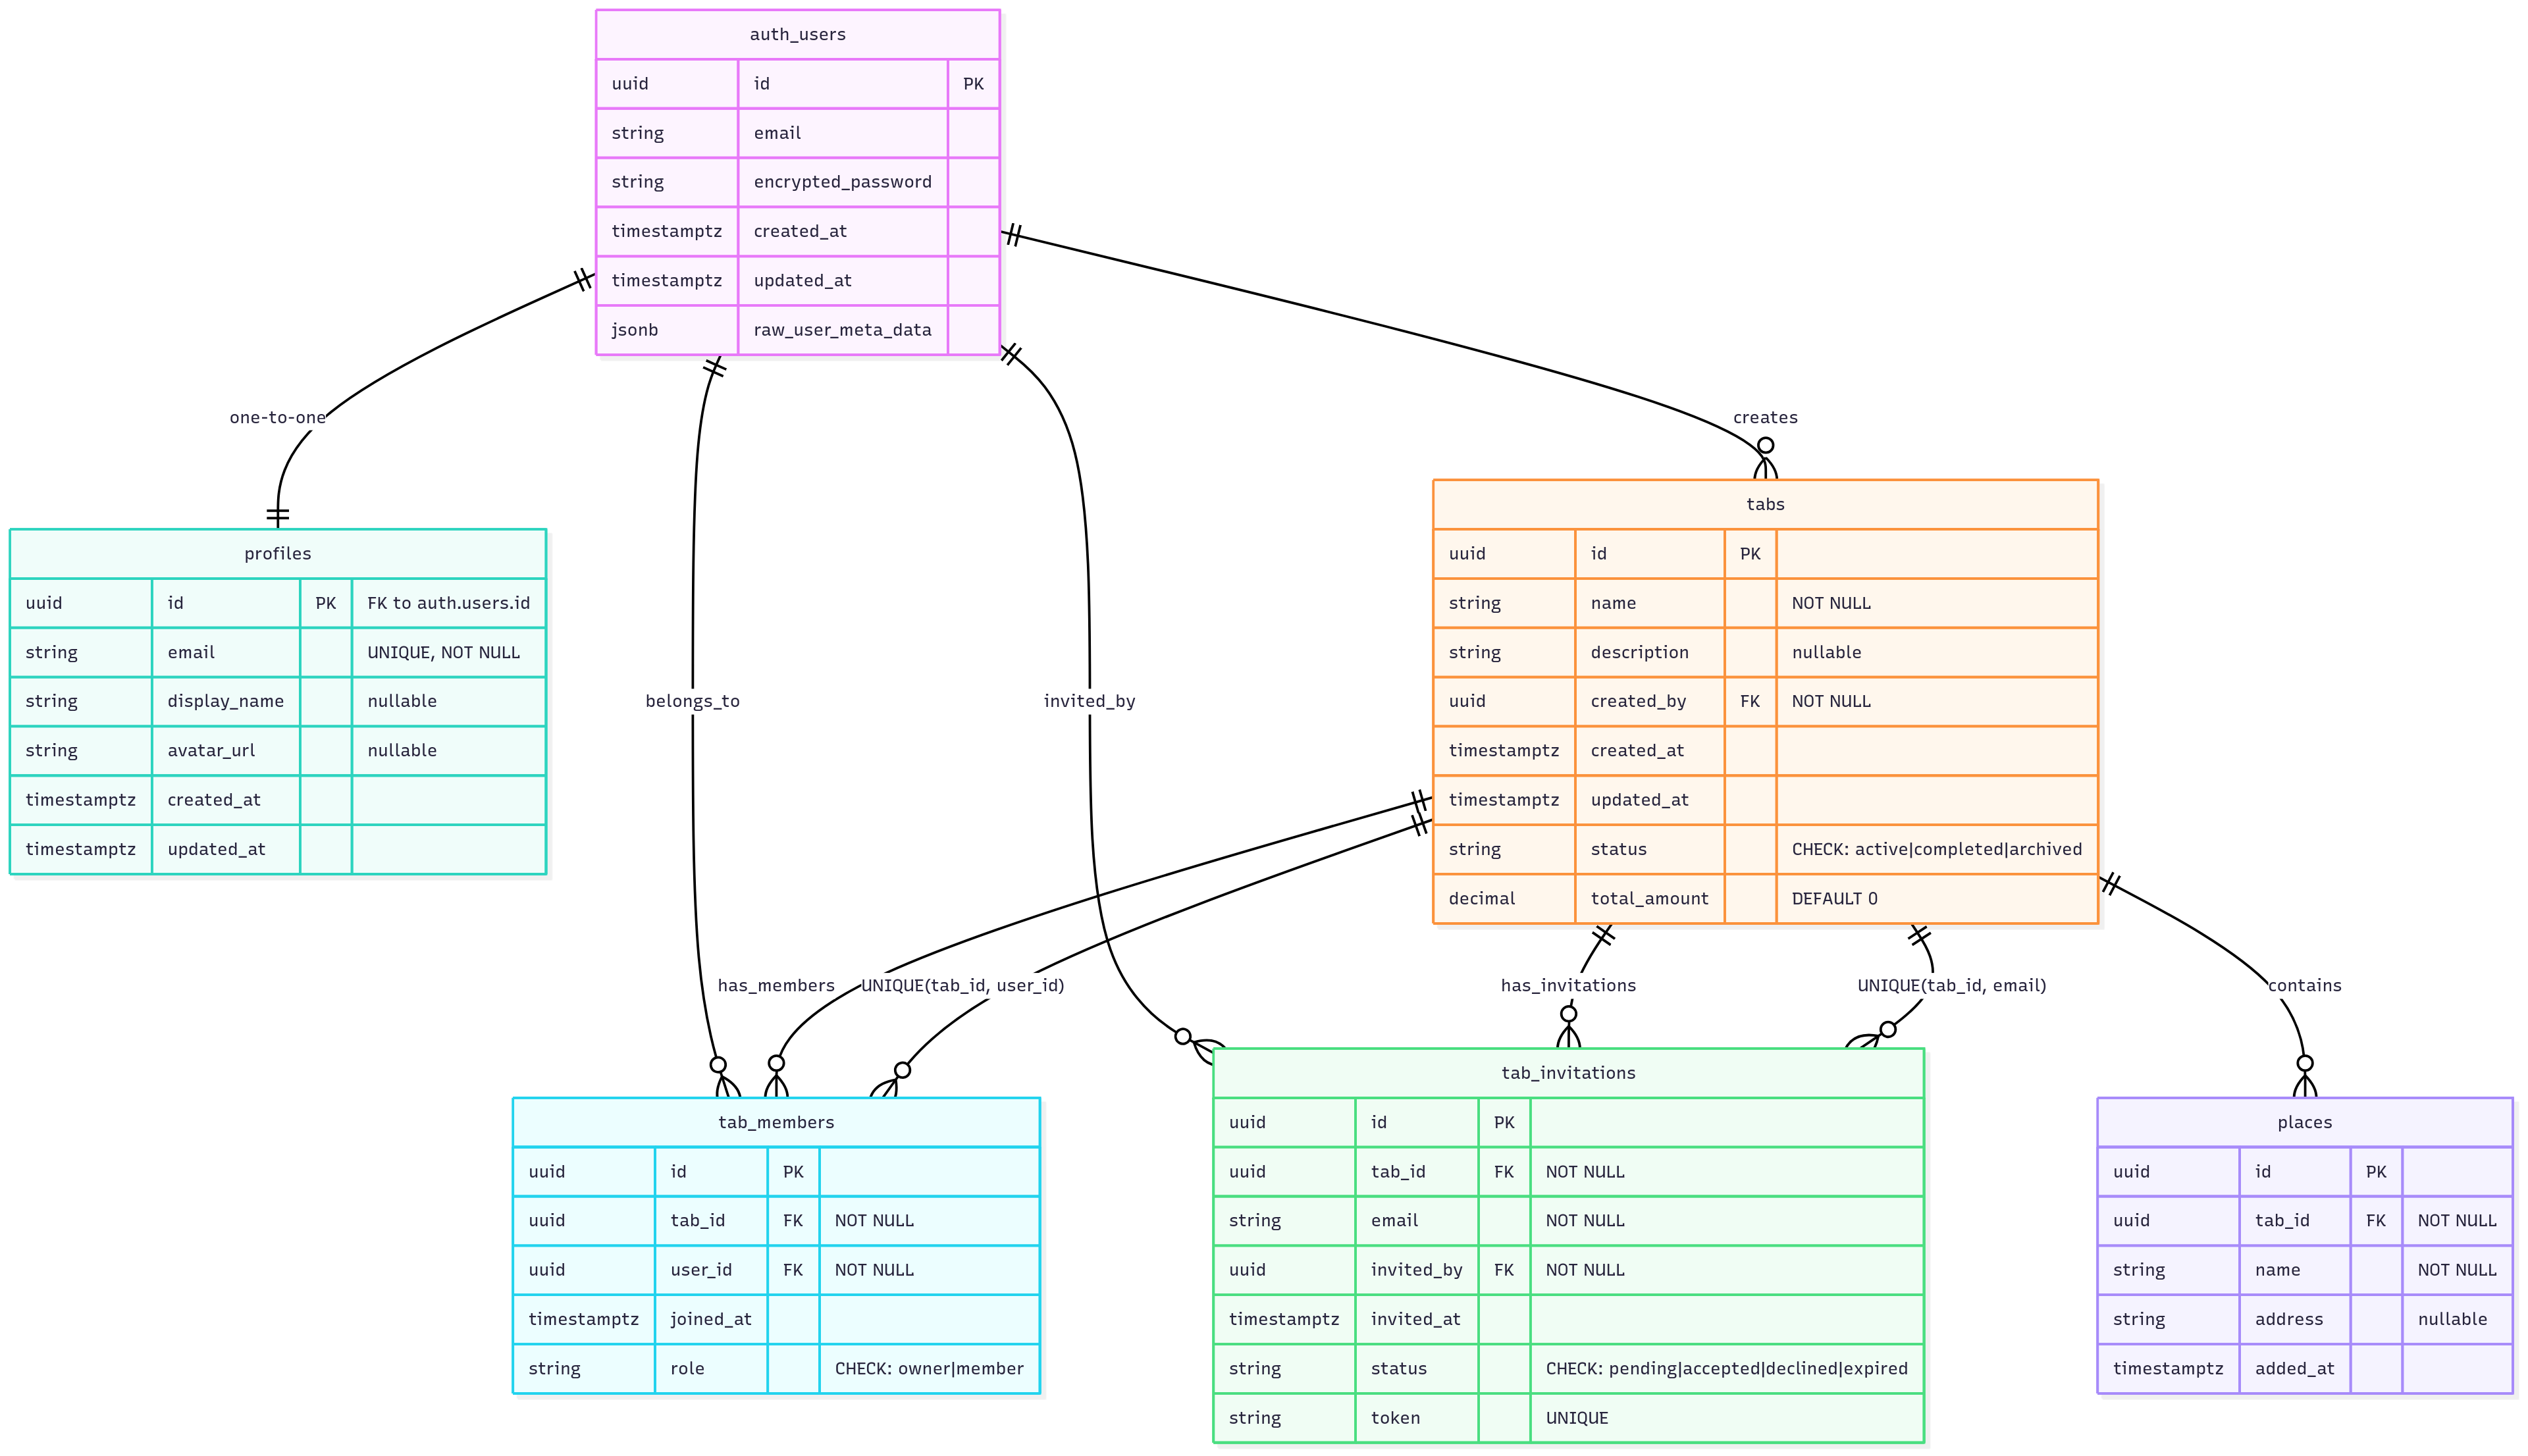 auth_users
uuid id PK
string email
string encrypted_password
timestamptz created_at
timestamptz updated_at
jsonb raw_user_meta_data
one-to-one
creates
profiles
uuid id PK FK to auth.users.id
string email UNIQUE, NOT NULL
string display_name nullable
string avatar_url nullable
timestamptz created_at
timestamptz updated_at
belongs_to
invited_by
tabs
uuid id PK
string name NOT NULL
string description nullable
uuid created_by FK NOT NULL
timestamptz created_at
timestamptz updated_at
string status CHECK: active|completed|archived
decimal total_amount DEFAULT 0
has_members
UNIQUE(tab_id, user_id)
has_invitations
UNIQUE(tab_id, email)
contains
tab_members
uuid id PK
uuid tab_id FK NOT NULL
uuid user_id FK NOT NULL
timestamptz joined_at
string role CHECK: owner|member
tab_invitations
uuid id PK
uuid tab_id FK NOT NULL
string email NOT NULL
uuid invited_by FK NOT NULL
timestamptz invited_at
string status CHECK: pending|accepted|declined|expired
string token UNIQUE
places
uuid id PK
uuid tab_id FK NOT NULL
string name NOT NULL
string address nullable
timestamptz added_at